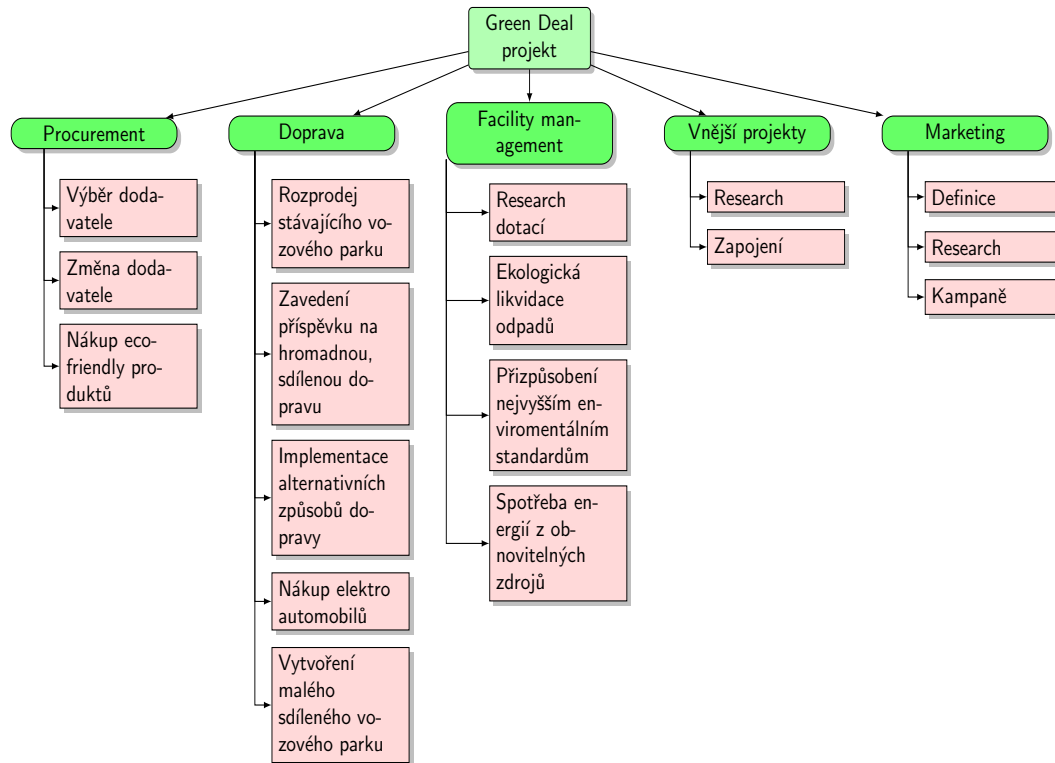 Green Deal
projekt
Procurement
Výběr doda-
vatele
Změna doda-
vatele
Nákup eco-
friendly pro-
duktů
Doprava
Rozprodej
stávajícího vo-
zového parku
Zavedení
příspěvku na
hromadnou,
sdílenou do-
pravu
Implementace
alternativních
způsobů do-
pravy
Nákup elektro
automobilů
Vytvoření
malého
sdíleného vo-
zového parku
Facility man-
agement
Research
dotací
Ekologická
likvidace
odpadů
Přizpůsobení
nejvyšším en-
viromentálním
standardům
Spotřeba en-
ergií z ob-
novitelných
zdrojů
Vnější projekty
Research
Zapojení
Marketing
Definice
Research
Kampaně